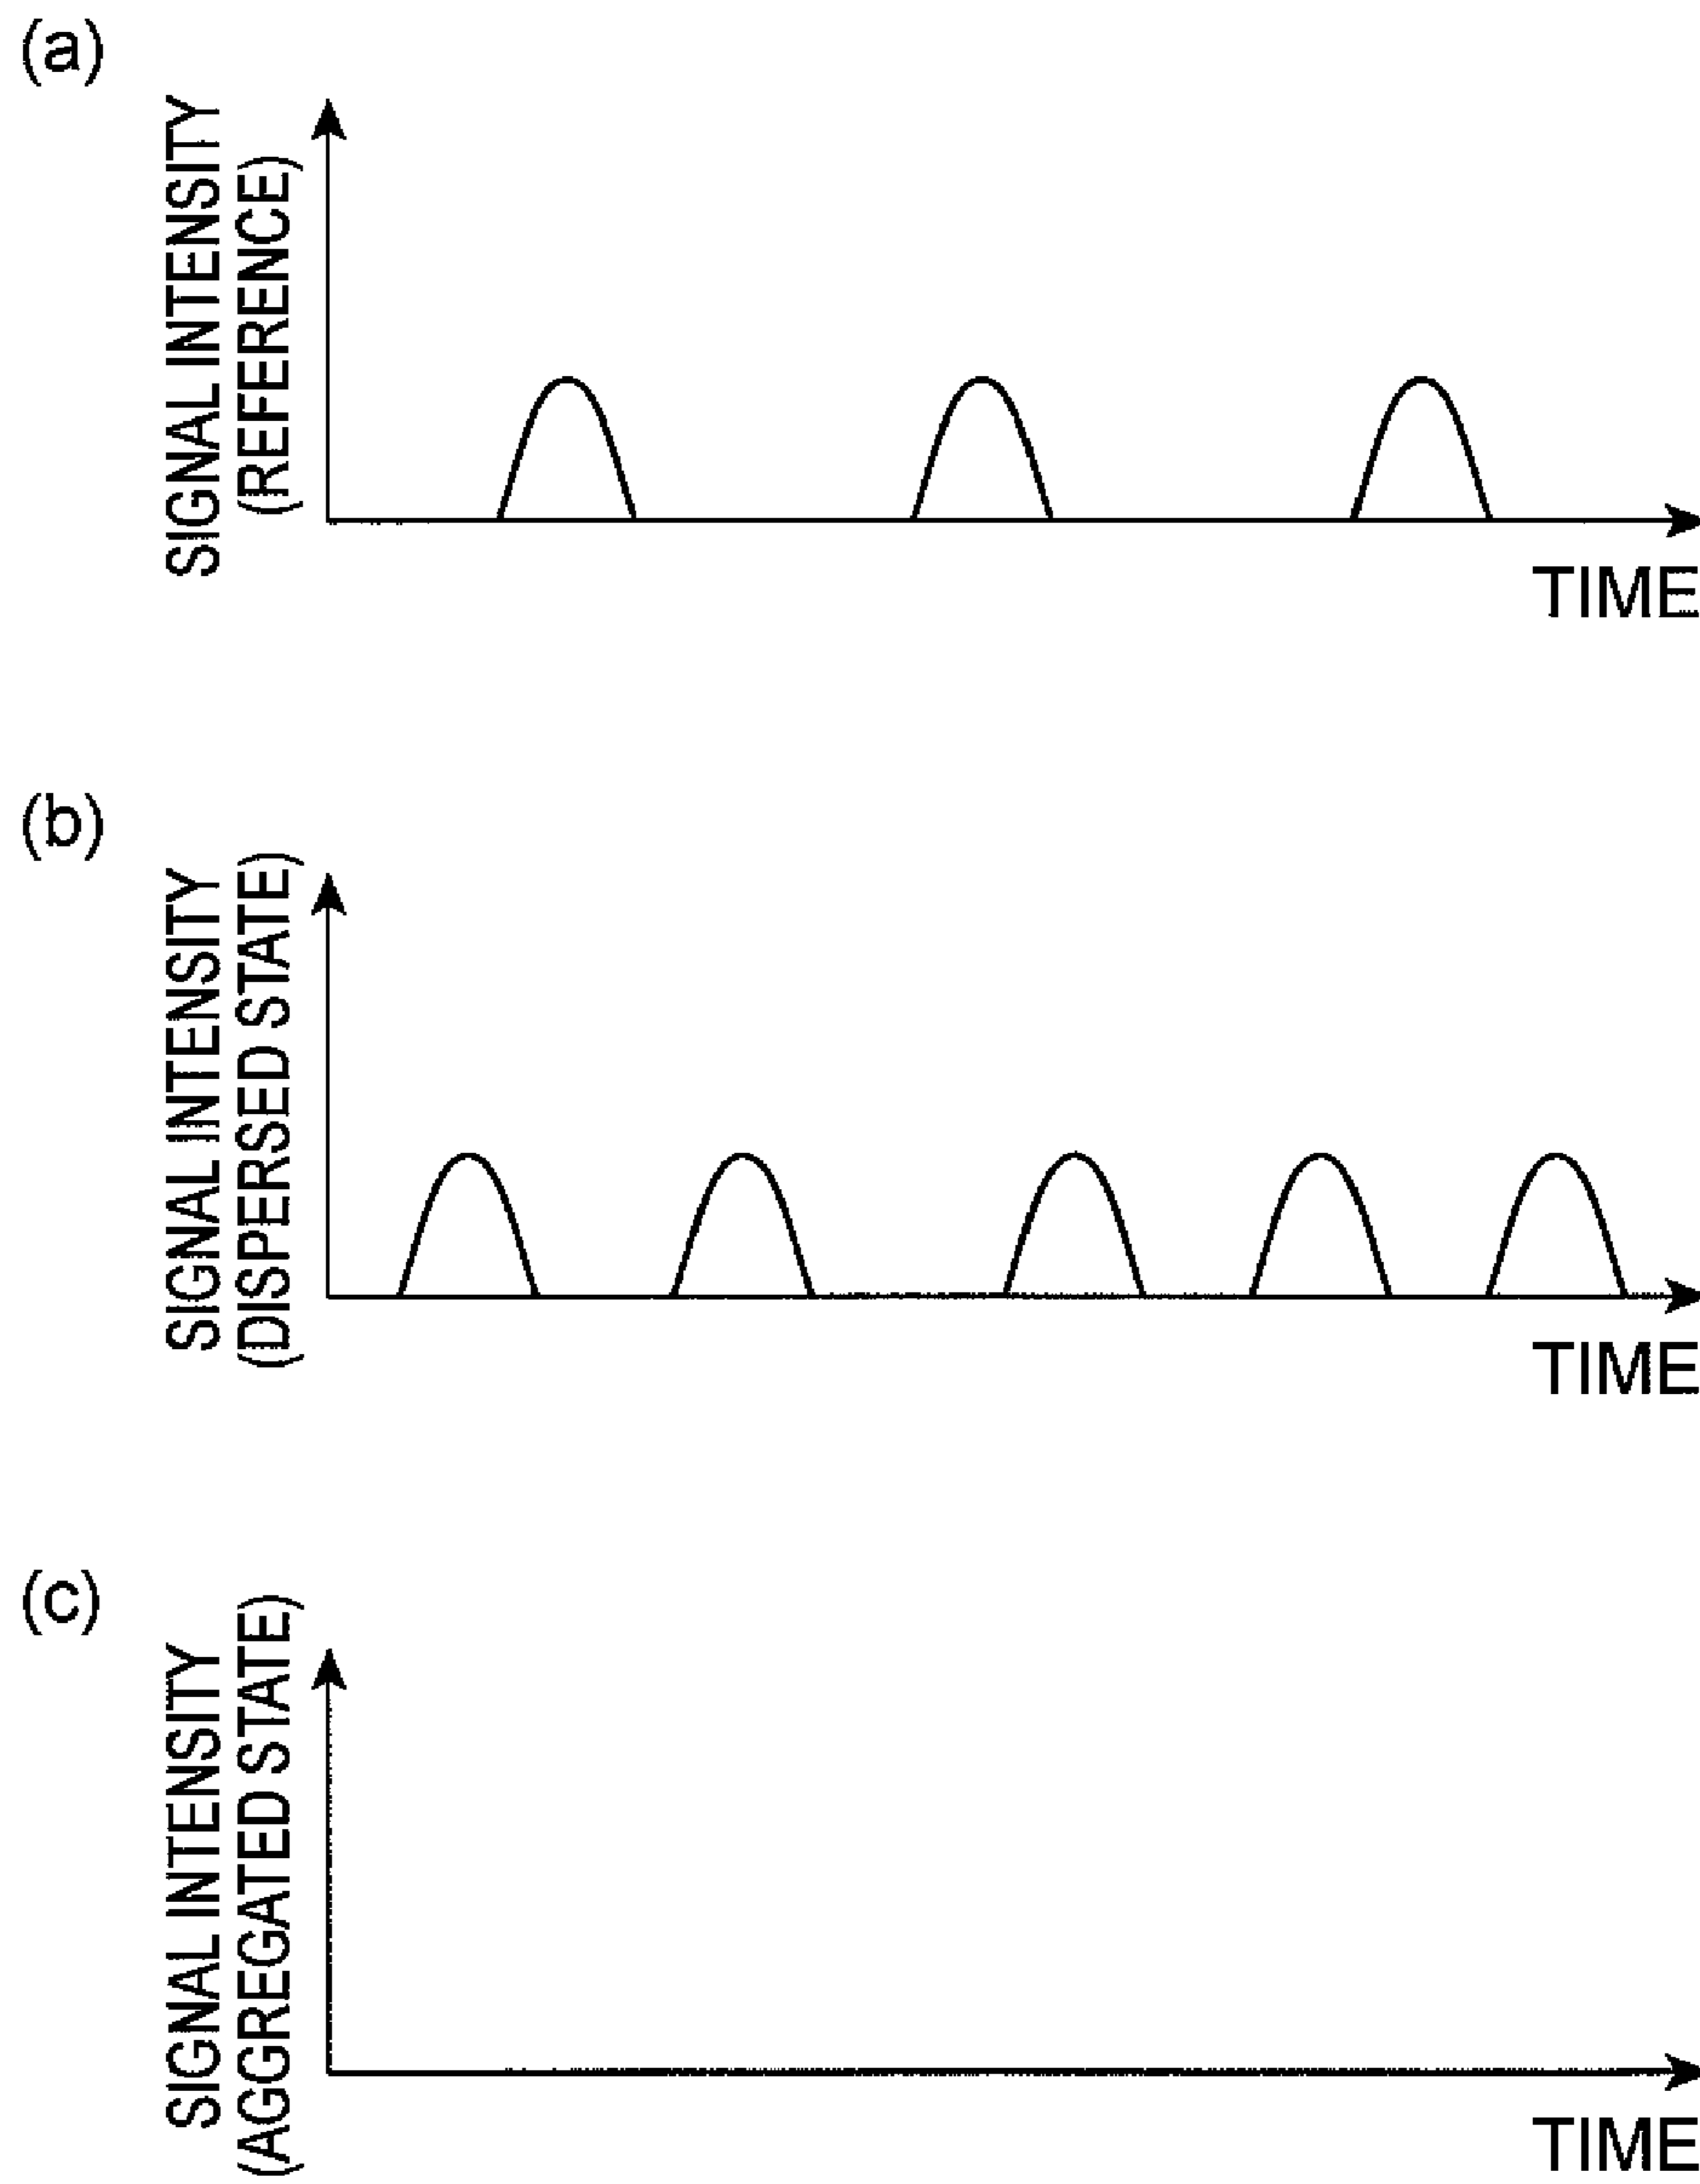 (a)
SIGNAL INTENSITY
(REFERENCE)
TIME
(b)
SIGNAL INTENSITY
(DISPERSED STATE)
TIME
(c)
SIGNAL INTENSITY
(AGGREGATED STATE)
TIME